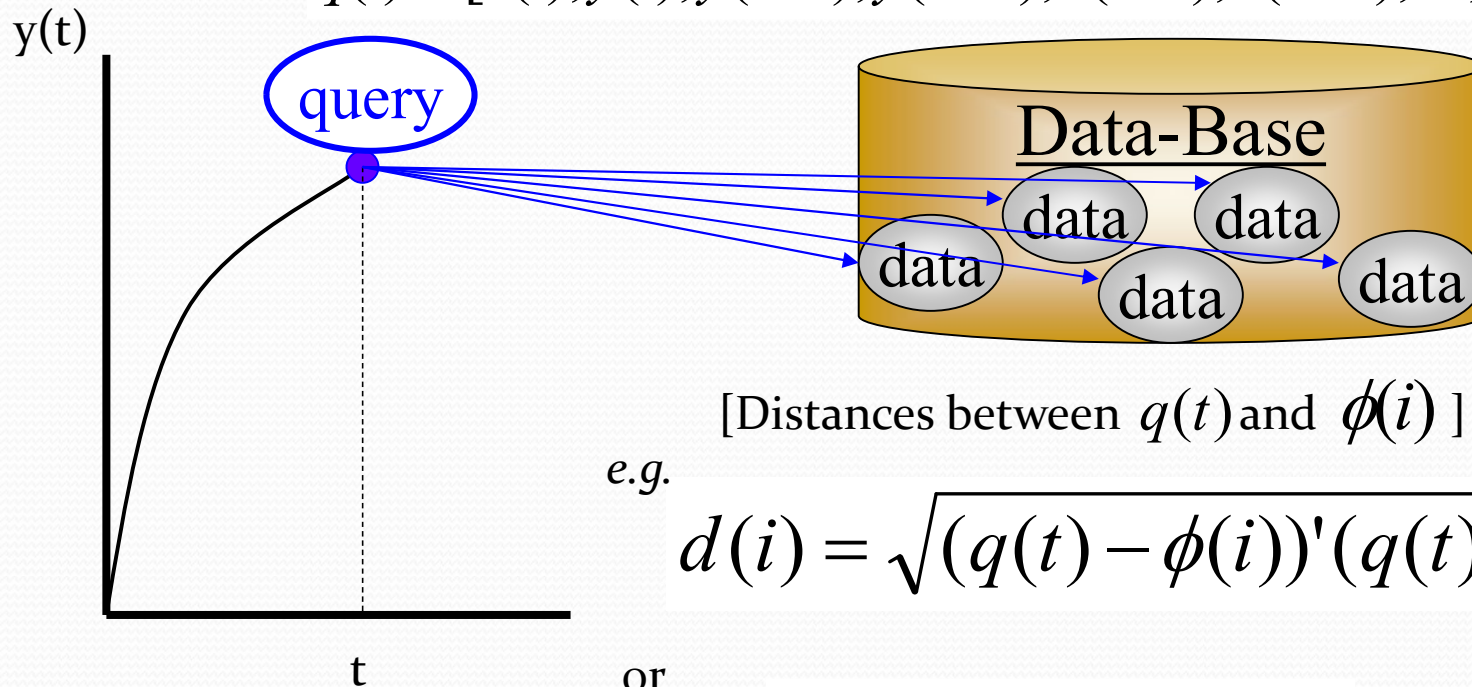 y(t)
query
Data-Base
data data
data data data
[Distances between q(t) and ϕ(i) ]
e.g.
d(i) = √(q(t) − ϕ(i))'(q(t)
t
or